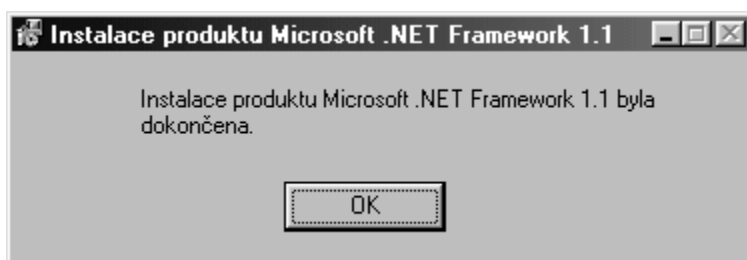 Instalace produktu Microsoft .NET Framework 1.1
Instalace produktu Microsoft .NET Framework 1.1 byla
dokončena.
OK